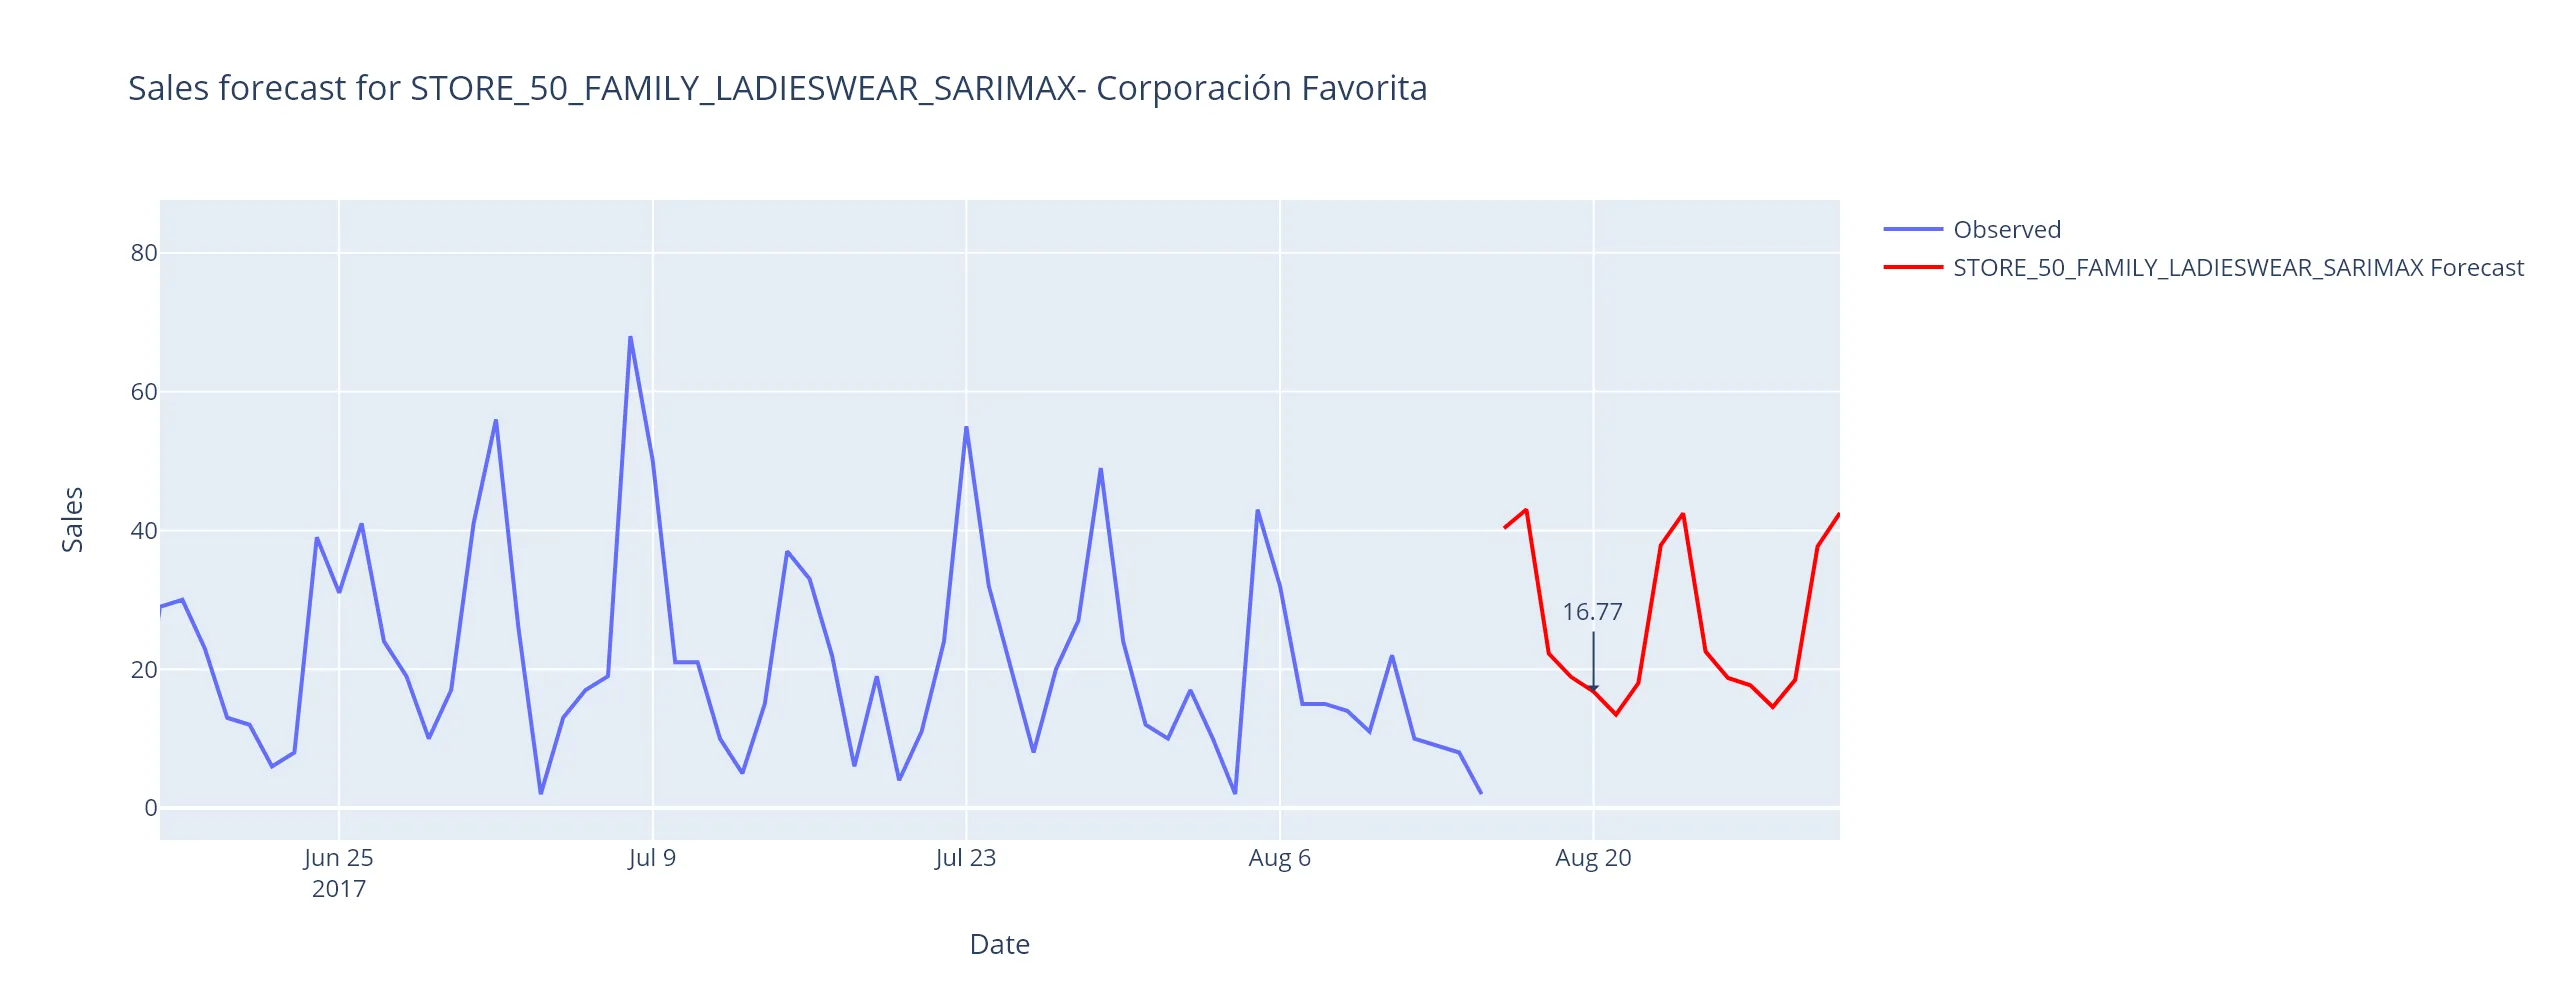 Sales forecast for STORE_50_FAMILY_LADIESWEAR_SARIMAX- Corporación Favorita
Observed
STORE_50_FAMILY_LADIESWEAR_SARIMAX Forecast
80
60
40
20
0
Sales
16.77
Jun 25
2017
Jul 9
Jul 23
Aug 6
Aug 20
Date